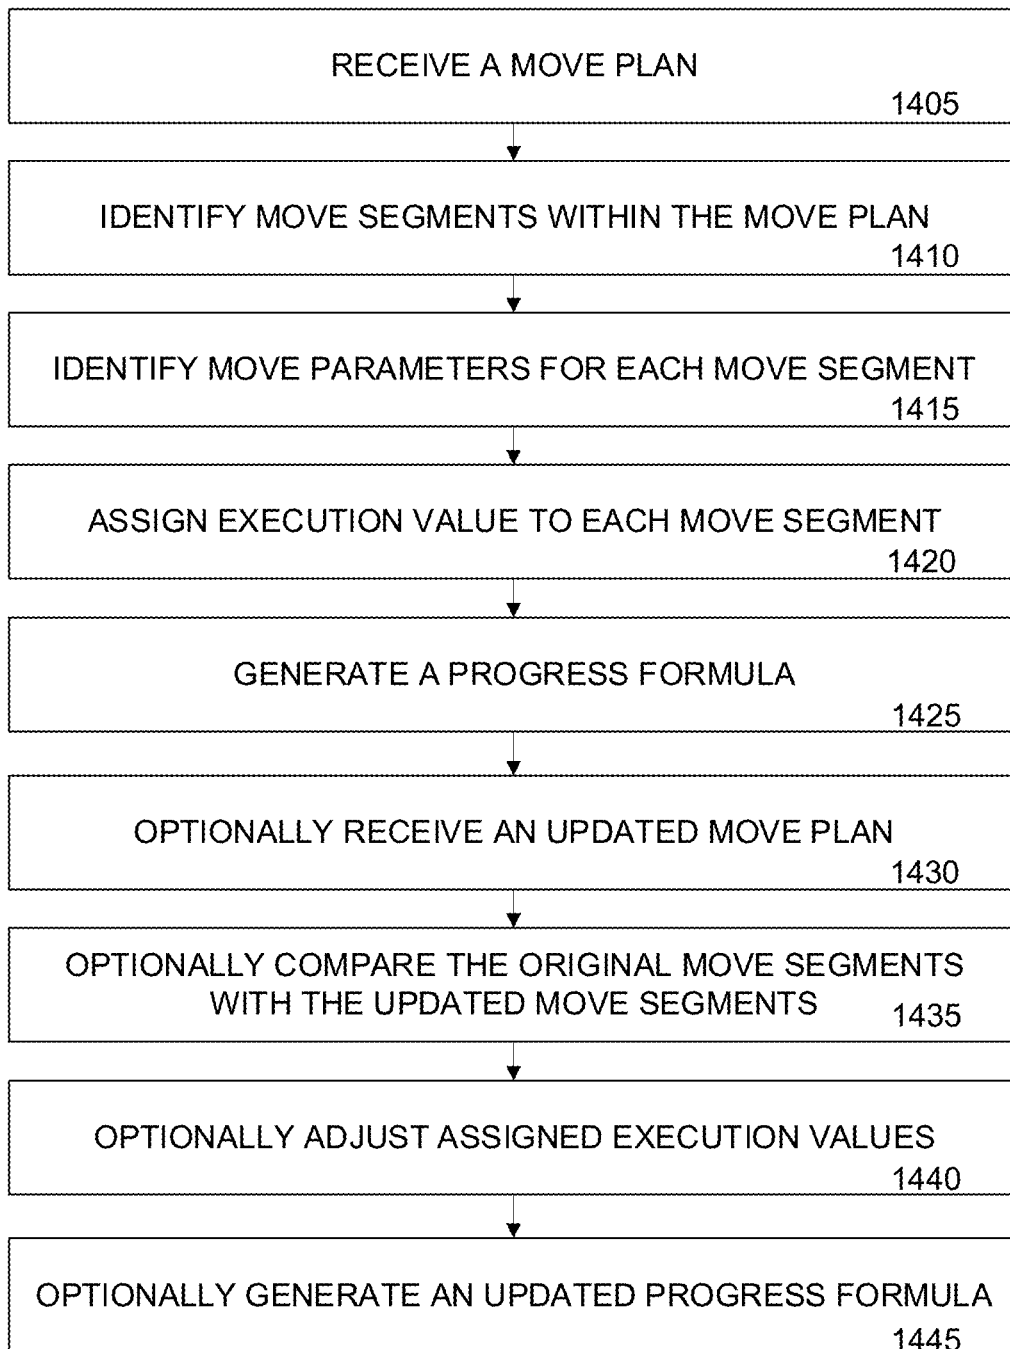 RECEIVE A MOVE PLAN
1405
IDENTIFY MOVE SEGMENTS WITHIN THE MOVE PLAN
1410
IDENTIFY MOVE PARAMETERS FOR EACH MOVE SEGMENT
1415
ASSIGN EXECUTION VALUE TO EACH MOVE SEGMENT
1420
GENERATE A PROGRESS FORMULA
1425
OPTIONALLY RECEIVE AN UPDATED MOVE PLAN
1430
OPTIONALLY COMPARE THE ORIGINAL MOVE SEGMENTS
WITH THE UPDATED MOVE SEGMENTS
1435
OPTIONALLY ADJUST ASSIGNED EXECUTION VALUES
1440
OPTIONALLY GENERATE AN UPDATED PROGRESS FORMULA
1445